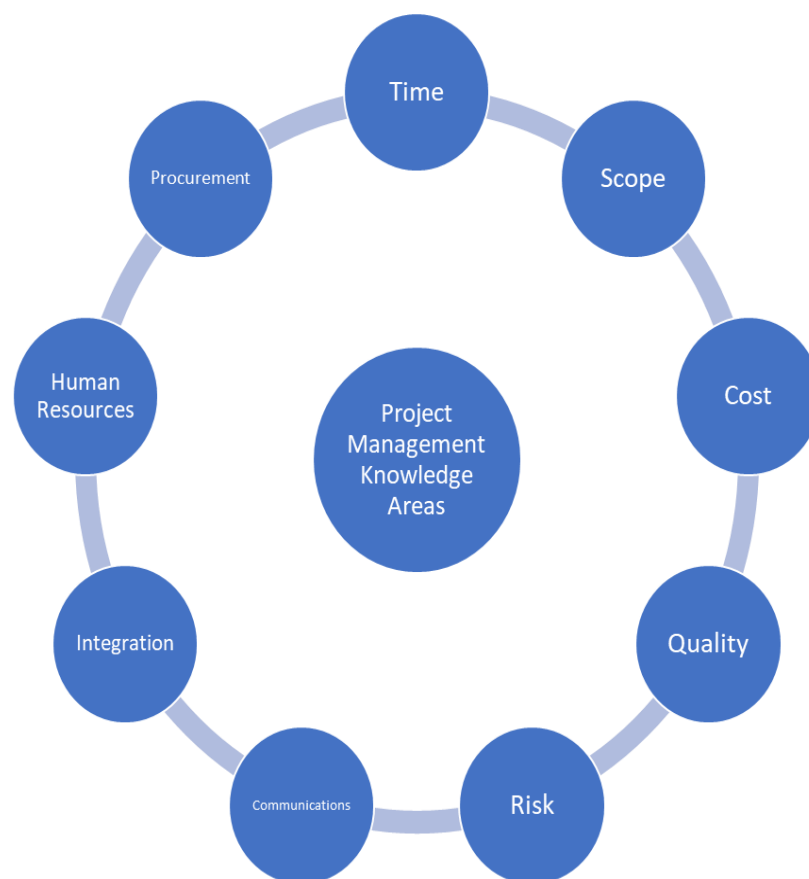 Time
Scope
Cost
Quality
Risk
Communications
Integration
Human
Resources
Procurement
Project
Management
Knowledge
Areas